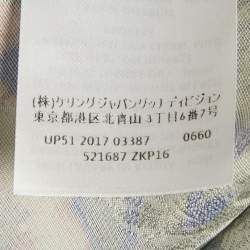 (株)ケリングジャパングッチ ディビジョン
東京都港区北青山 3丁目6番7号
UP51 2017 03387 0660
521687 ZKP16